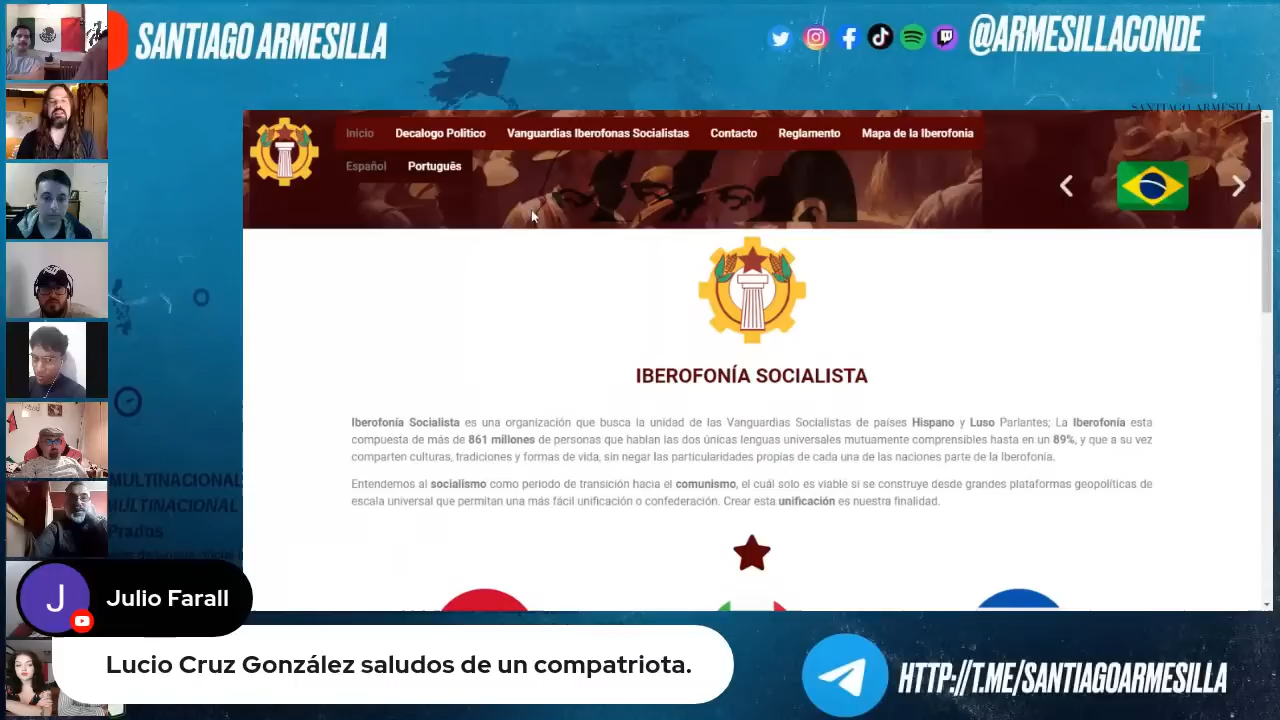 SANTIAGO ARMESILLA
@ARMESILLACONDE
SANTIAGO ARMESILLA
Inicio Decalogo Politico Vanguardias Iberofonas Socialistas Contacto Reglamento Mapa de la Iberofonia
Español Português
IBEROFONÍA SOCIALISTA
Iberofonía Socialista es una organización que busca la unidad de las Vanguardias Socialistas de países Hispano y Luso Parlantes; La Iberofonía esta
compuesta de más de 861 millones de personas que hablan las dos únicas lenguas universales mutuamente comprensibles hasta en un 89%, y que a su vez
comparten culturas, tradiciones y formas de vida, sin negar las particularidades propias de cada una de las naciones parte de la Iberofonía.
Entendemos al socialismo como periodo de transición hacia el comunismo, el cuál solo es viable si se construye desde grandes plataformas geopolíticas de
escala universal que permitan una más fácil unificación o confederación. Crear esta unificación es nuestra finalidad.
MULTINACIONAL
MULTINACIONAL
Prados
J
Julio Farall
Lucio Cruz González saludos de un compatriota.
HTTP://T.ME/SANTIAGOARMESILLA